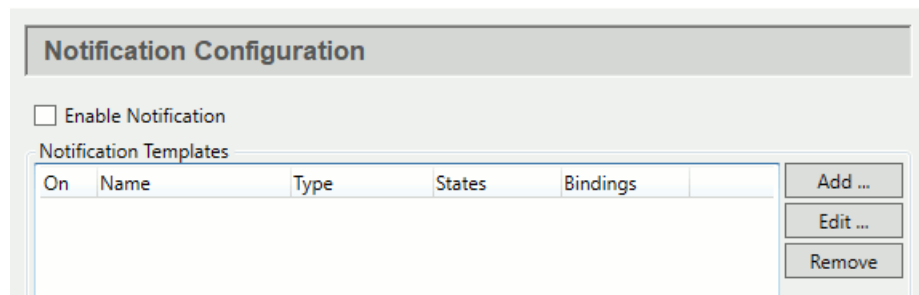 Notification Configuration
Enable Notification
Notification Templates
On Name Type States Bindings
Add ...
Edit ...
Remove